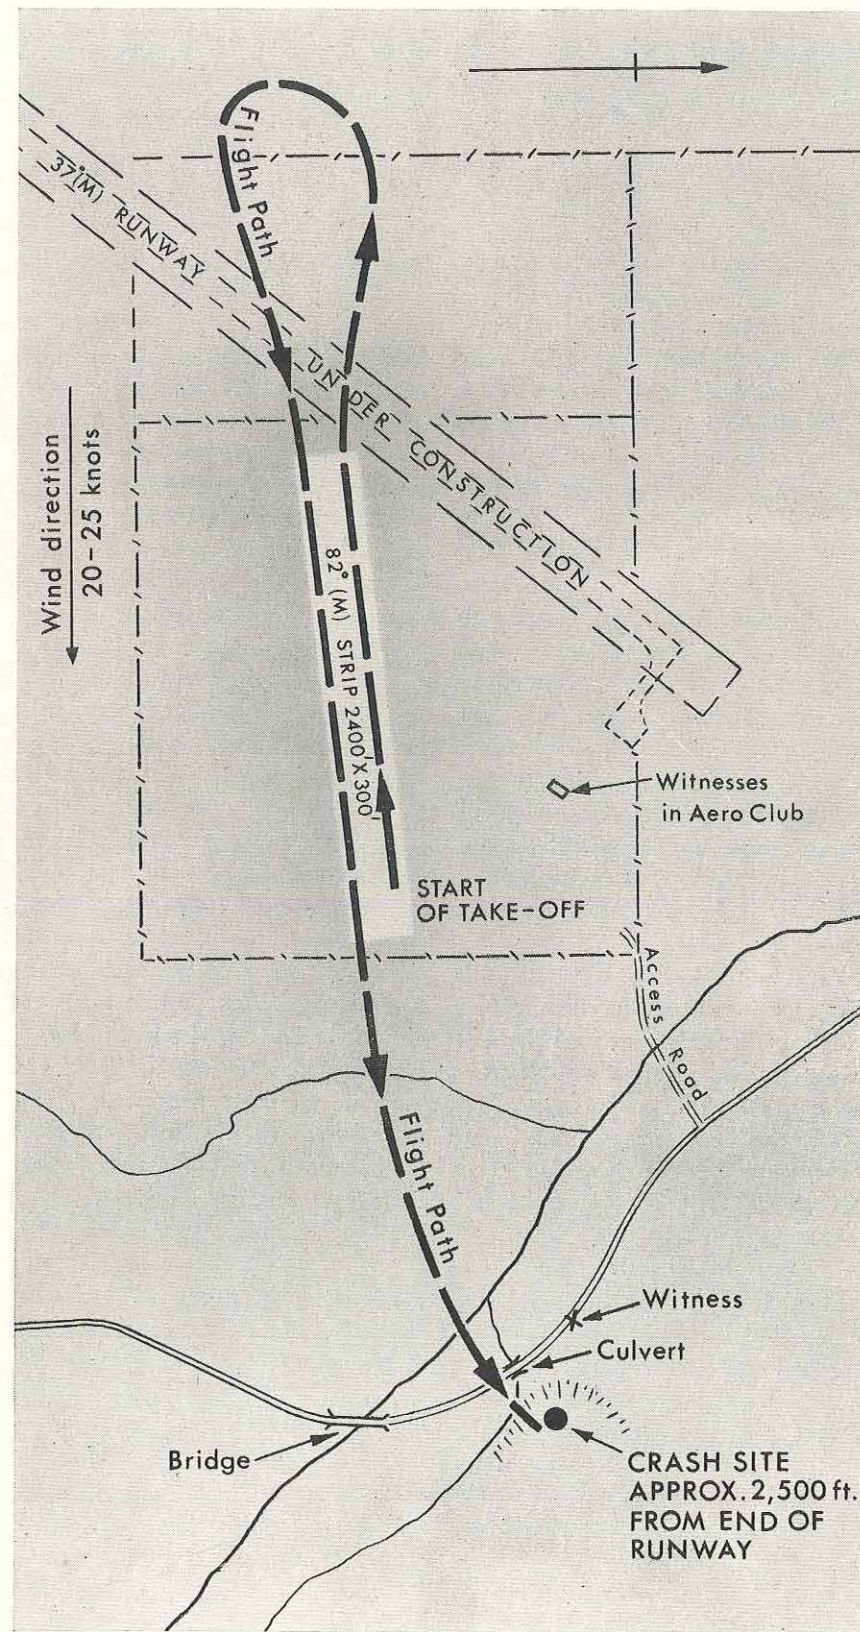 Flight Path
37°(M) RUNWAY
UNDER CONSTRUCTION
Wind direction
20-25 knots
82° (M) STRIP 2400' X 300'
Witnesses
in Aero Club
START
OF TAKE-OFF
Access Road
Flight Path
Witness
Culvert
Bridge
CRASH SITE
APPROX. 2,500 ft.
FROM END OF
RUNWAY